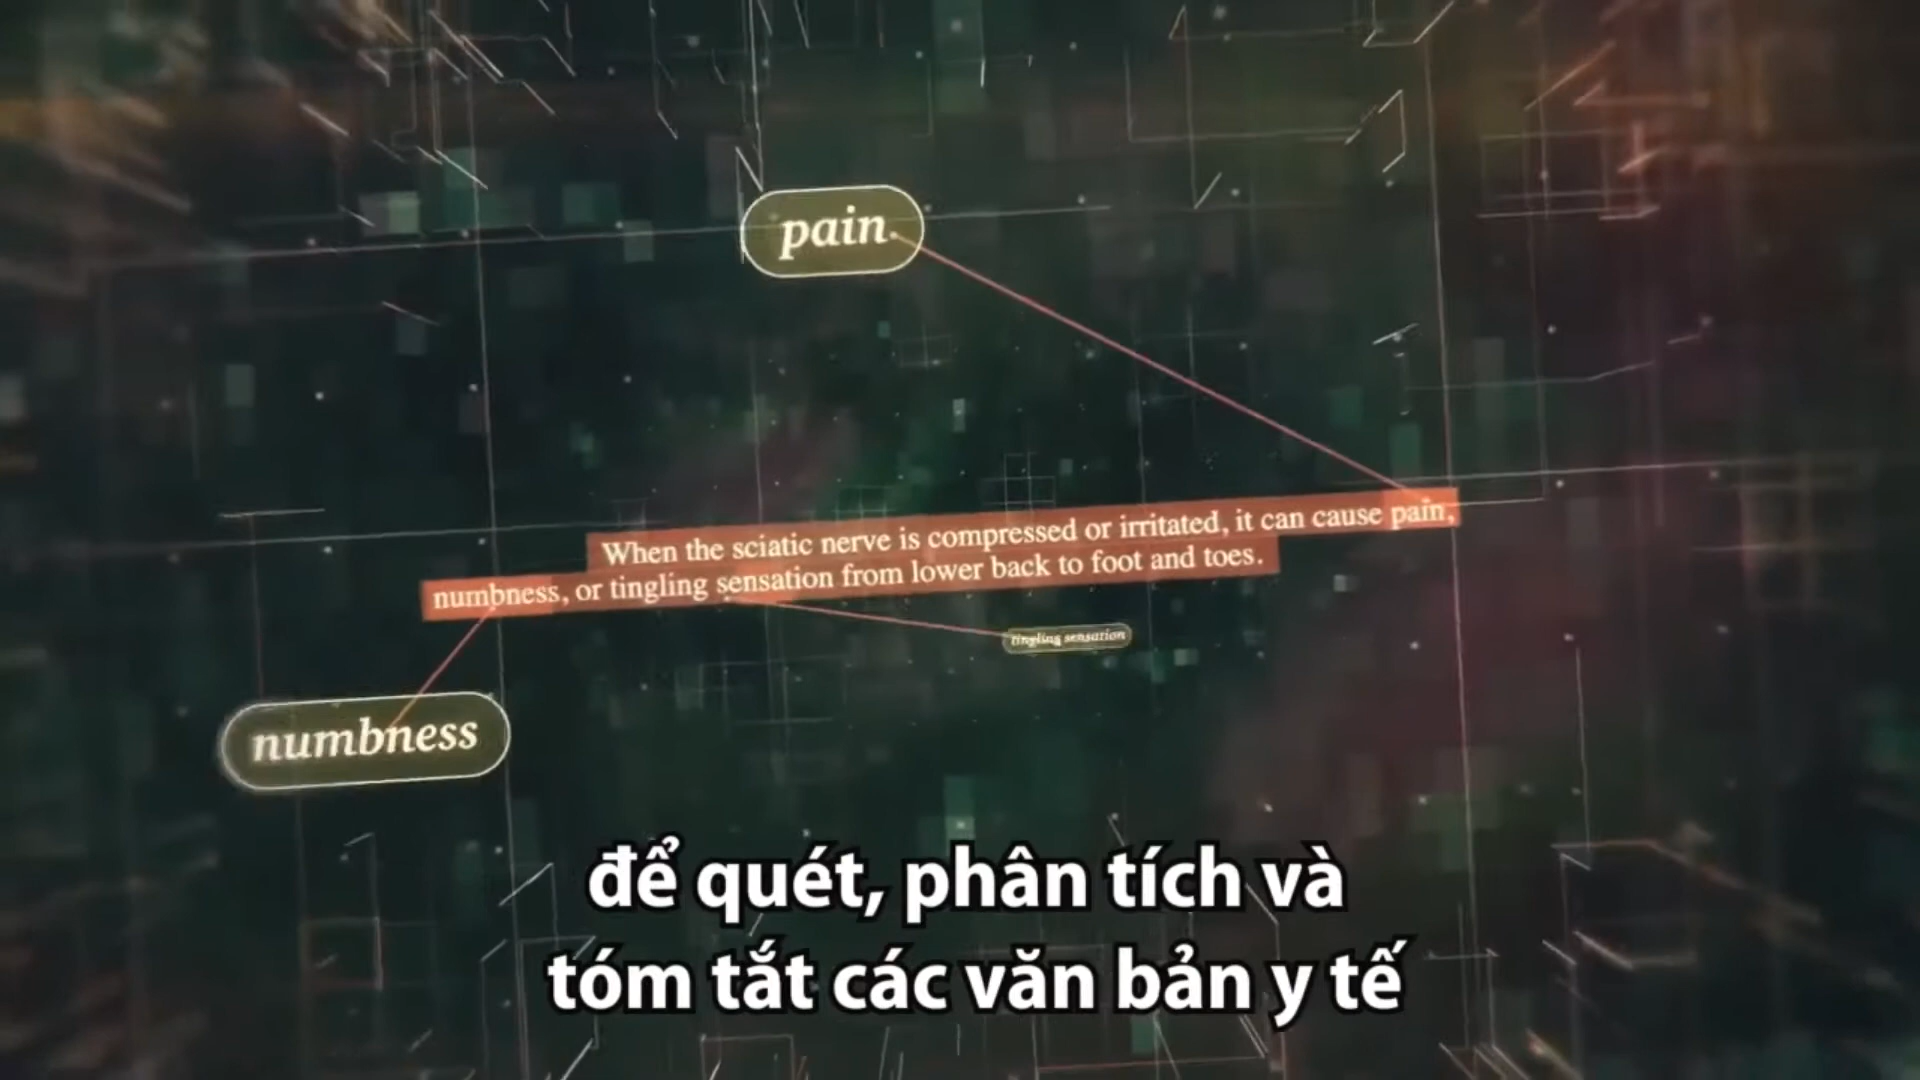 pain
When the sciatic nerve is compressed or irritated, it can cause pain,
numbness, or tingling sensation from lower back to foot and toes.
tingling sensation
numbness
để quét, phân tích và
tóm tắt các văn bản y tế